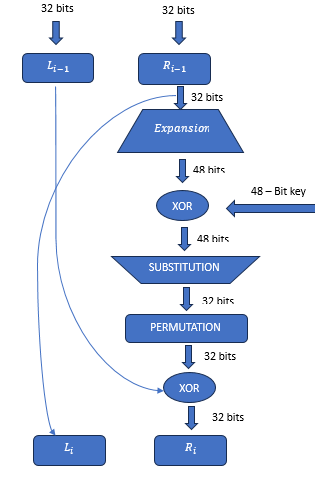 32 bits
32 bits
L_{i−1}
R_{i−1}
32 bits
Expansion
48 bits
XOR
48 – Bit key
48 bits
SUBSTITUTION
32 bits
PERMUTATION
32 bits
XOR
32 bits
L_i
R_i